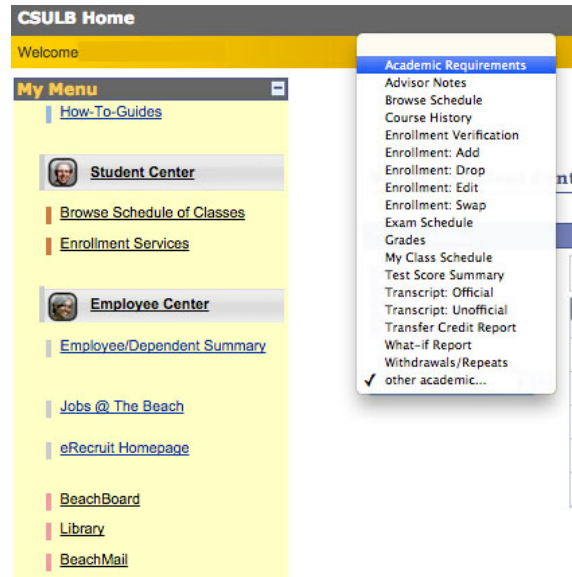 CSULB Home
Welcome
My Menu
How-To-Guides
Student Center
Browse Schedule of Classes
Enrollment Services
Employee Center
Employee/Dependent Summary
Jobs @ The Beach
eRecruit Homepage
BeachBoard
Library
BeachMail
Academic Requirements
Advisor Notes
Browse Schedule
Course History
Enrollment Verification
Enrollment: Add
Enrollment: Drop
Enrollment: Edit
Enrollment: Swap
Exam Schedule
Grades
My Class Schedule
Test Score Summary
Transcript: Official
Transcript: Unofficial
Transfer Credit Report
What-if Report
Withdrawals/Repeats
✓ other academic...